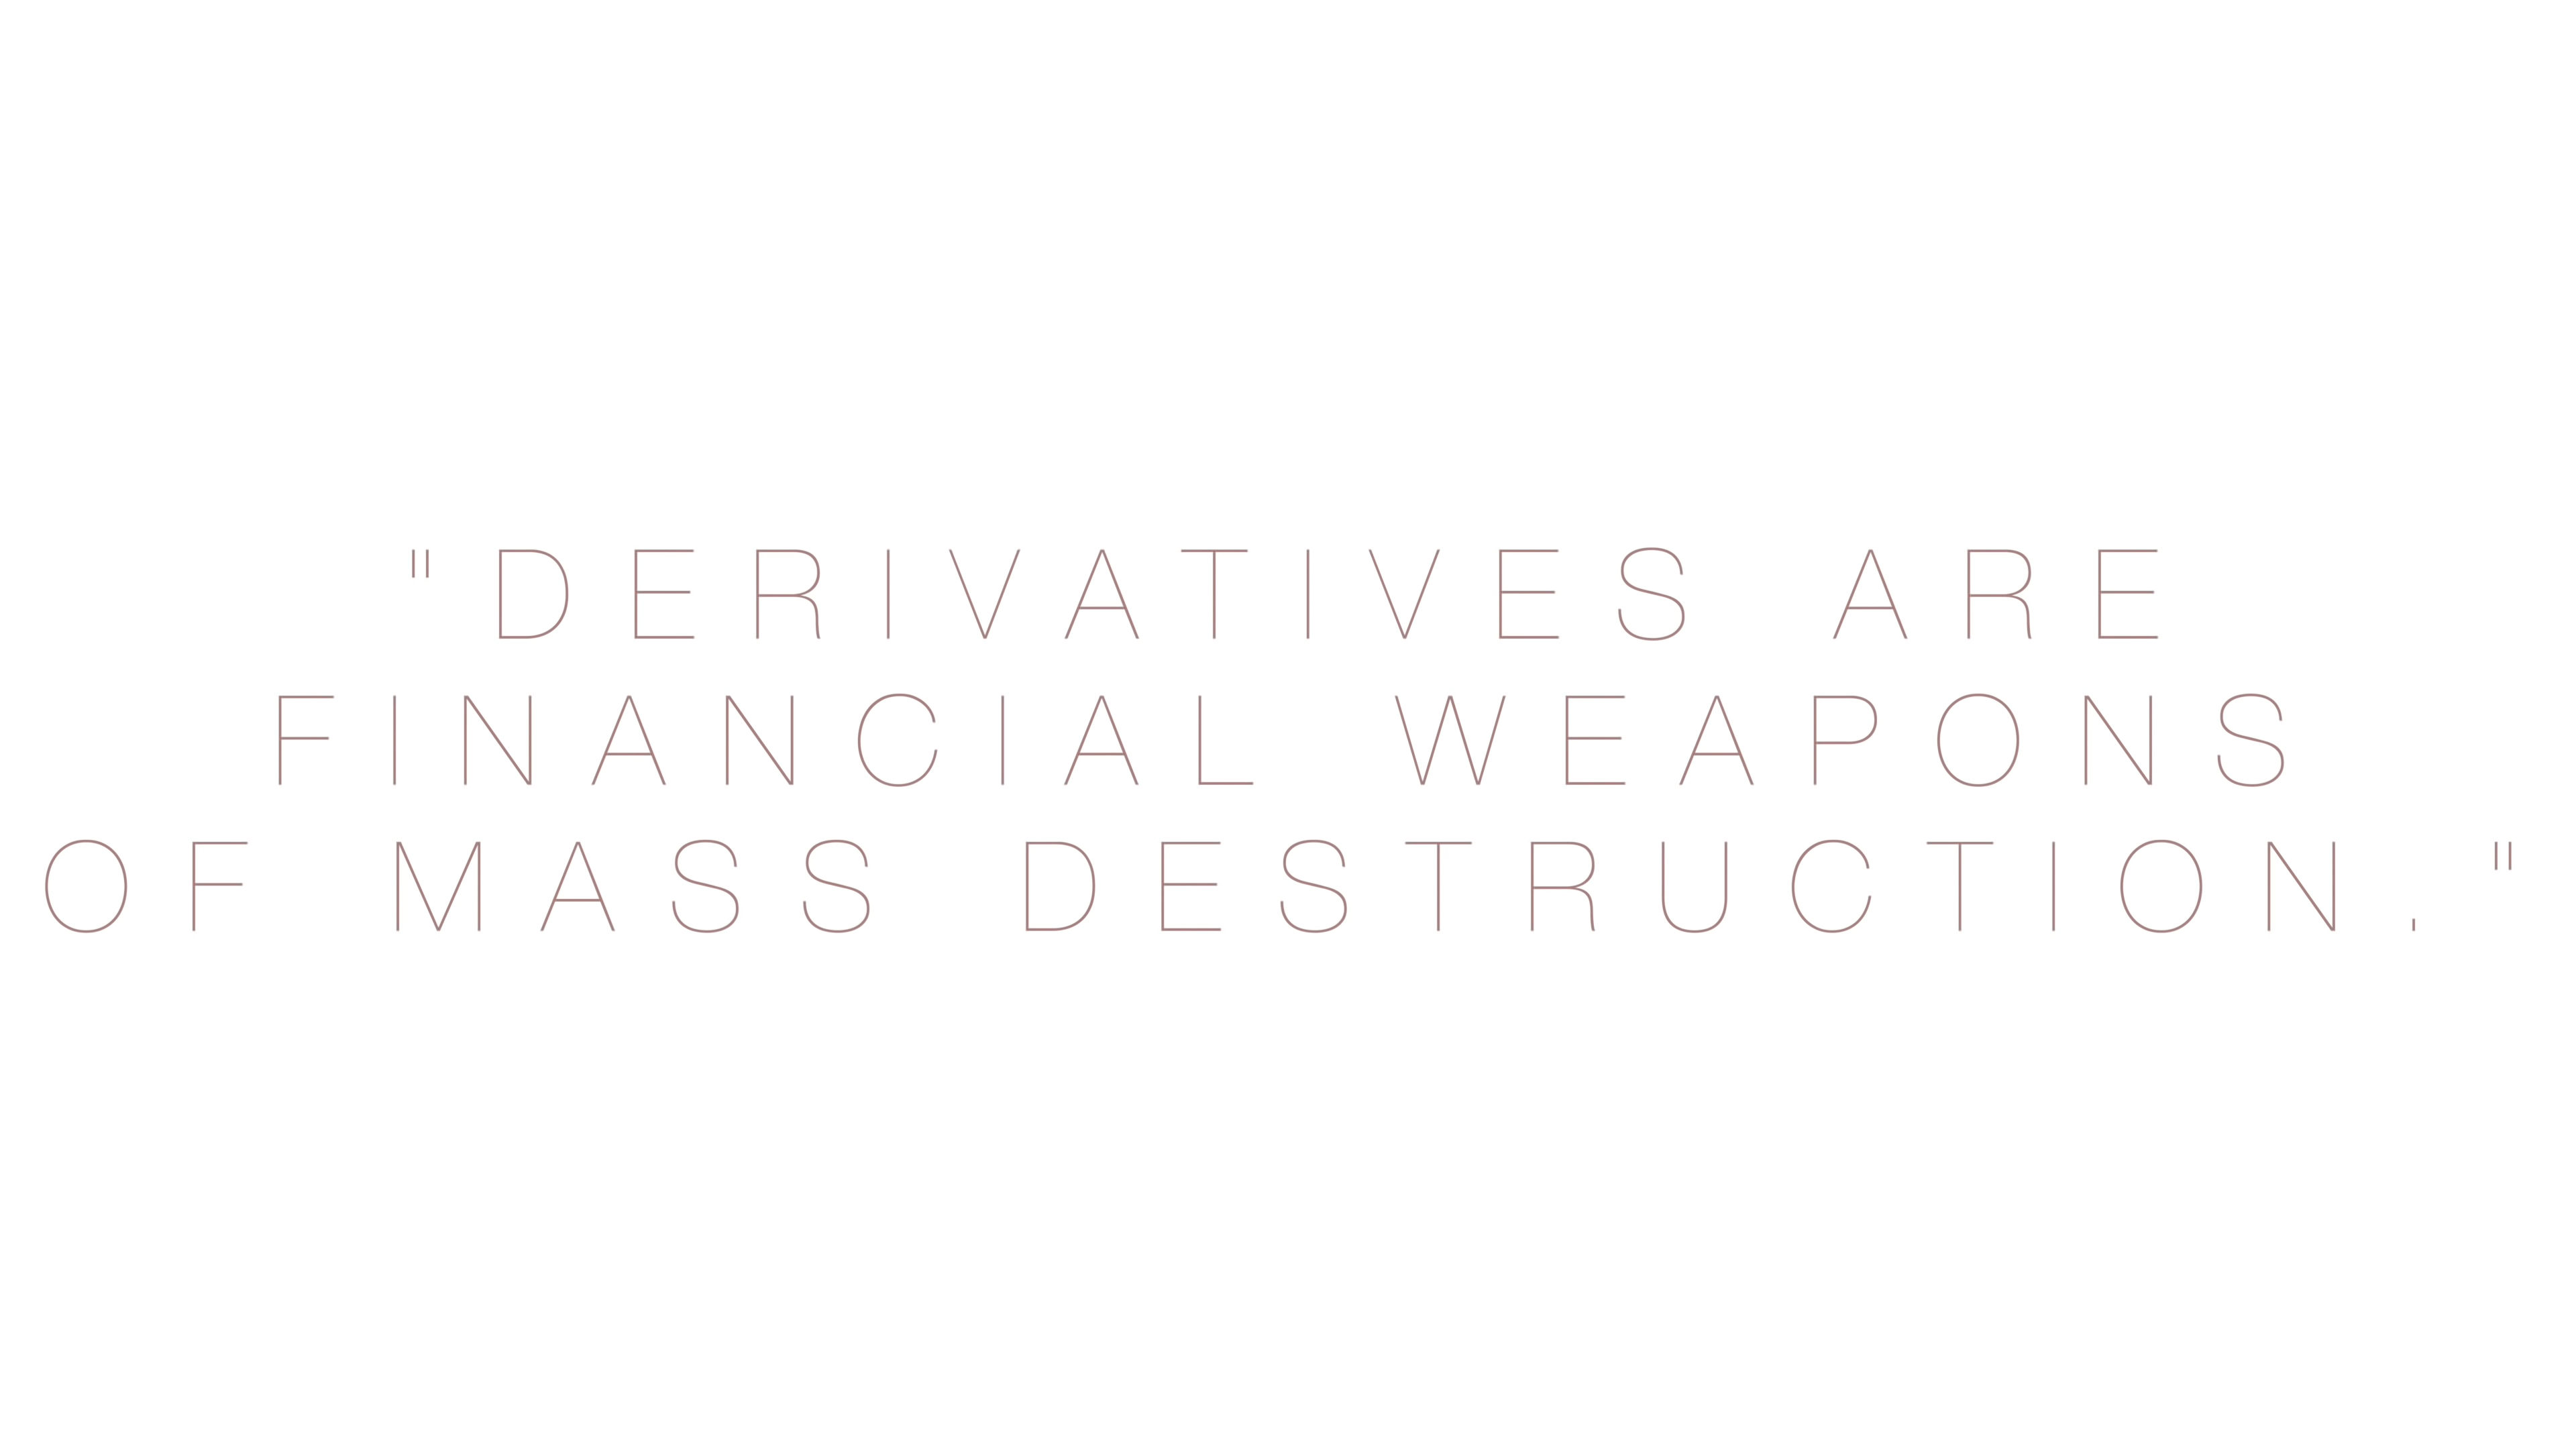 "DERIVATIVES ARE
FINANCIAL WEAPONS
OF MASS DESTRUCTION."